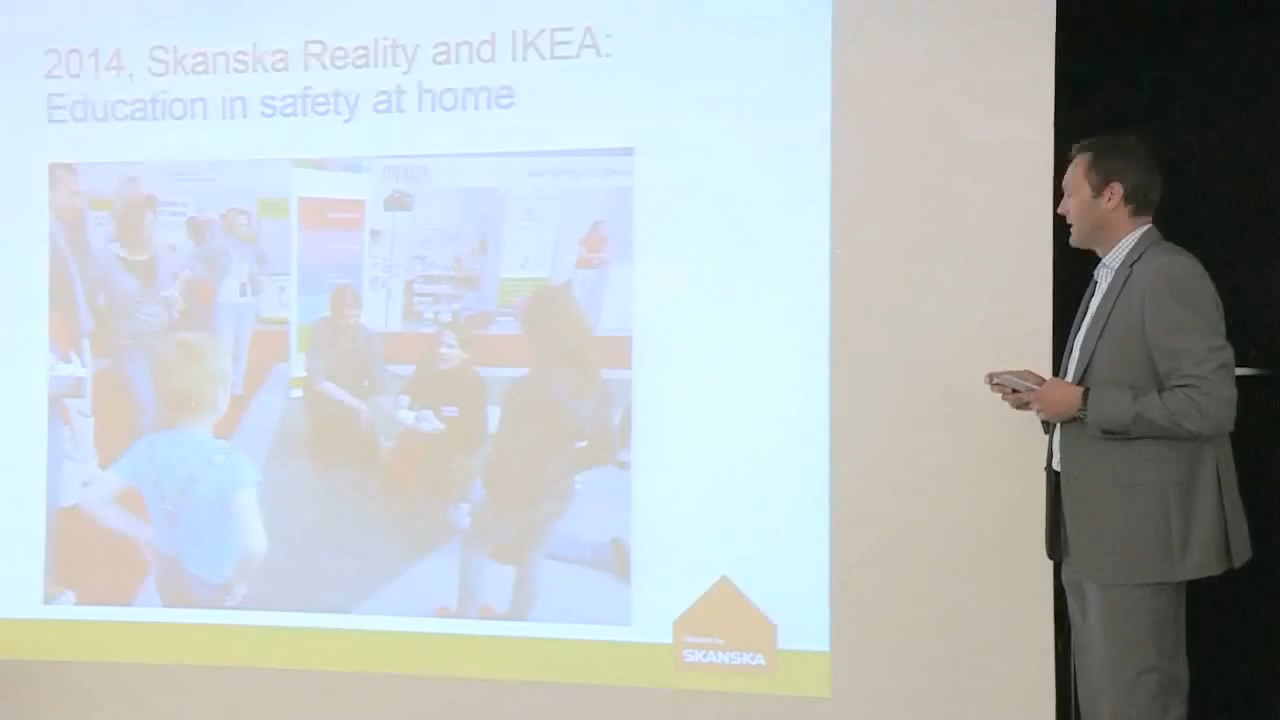 2014, Skanska Reality and IKEA:
Education in safety at home
SKANSKA